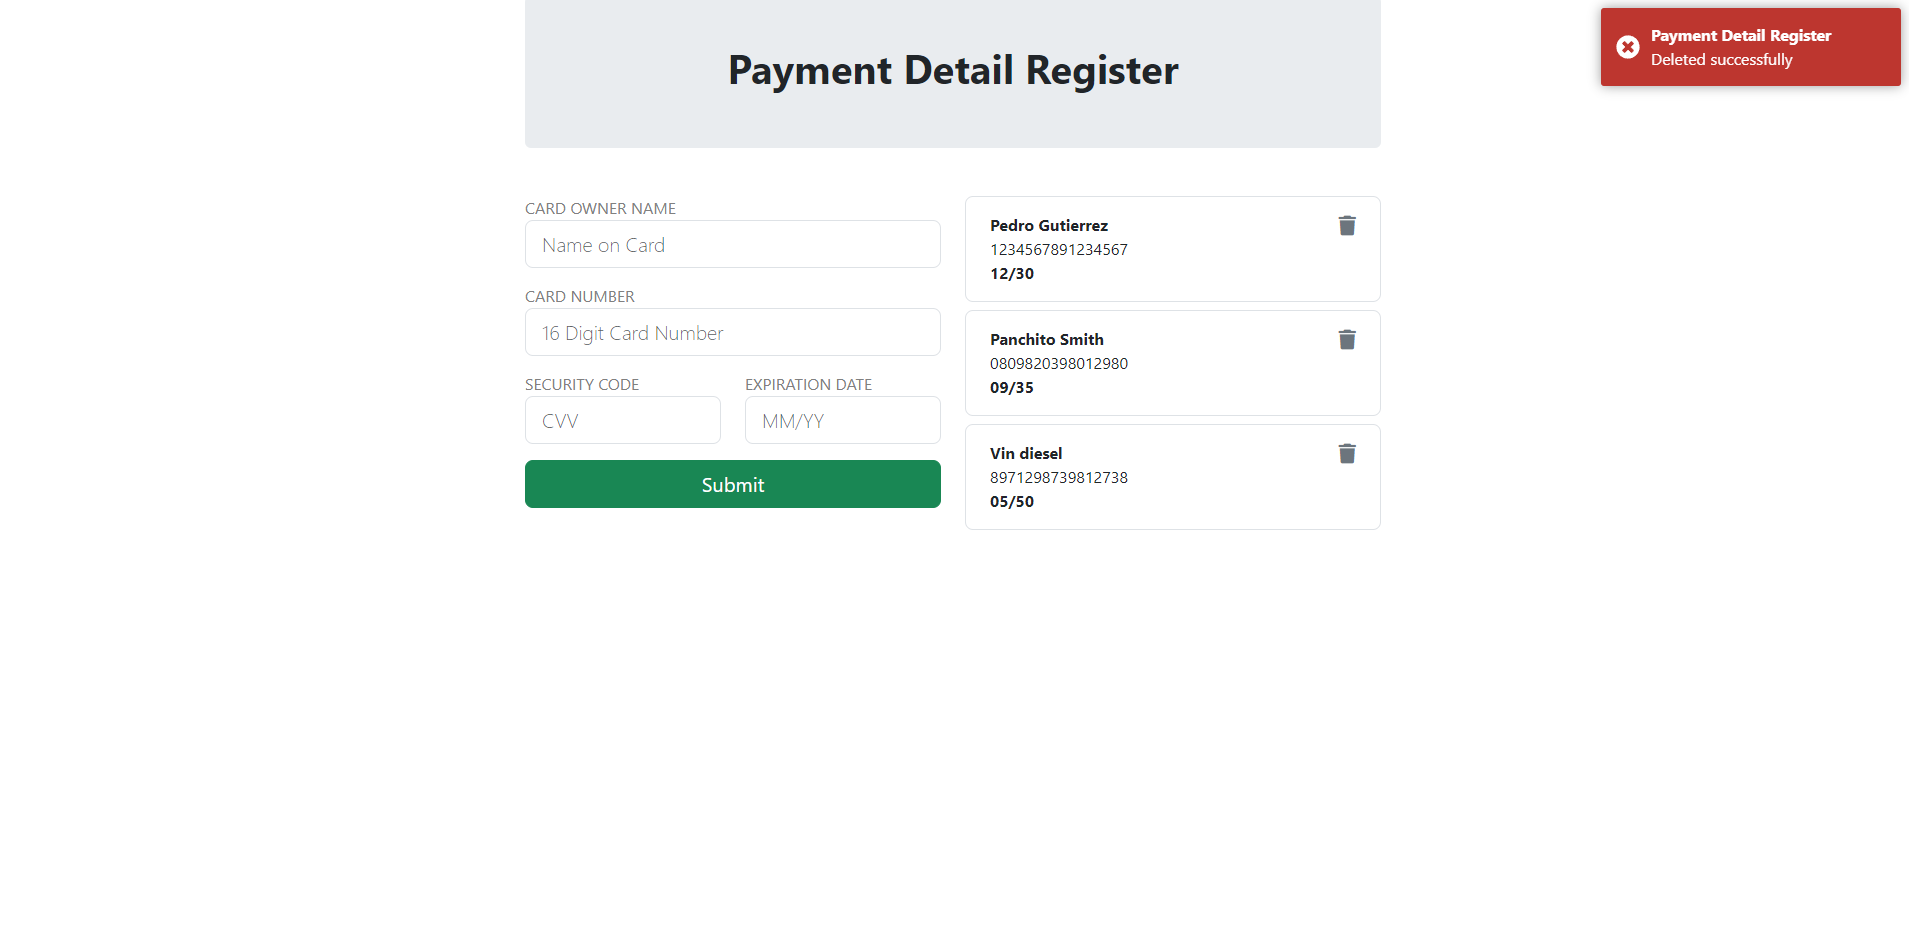 Payment Detail Register
Payment Detail Register
Deleted successfully
CARD OWNER NAME
Name on Card
CARD NUMBER
16 Digit Card Number
SECURITY CODE
EXPIRATION DATE
CVV
MM/YY
Submit
Pedro Gutierrez
1234567891234567
12/30
Panchito Smith
0809820398012980
09/35
Vin diesel
8971298739812738
05/50